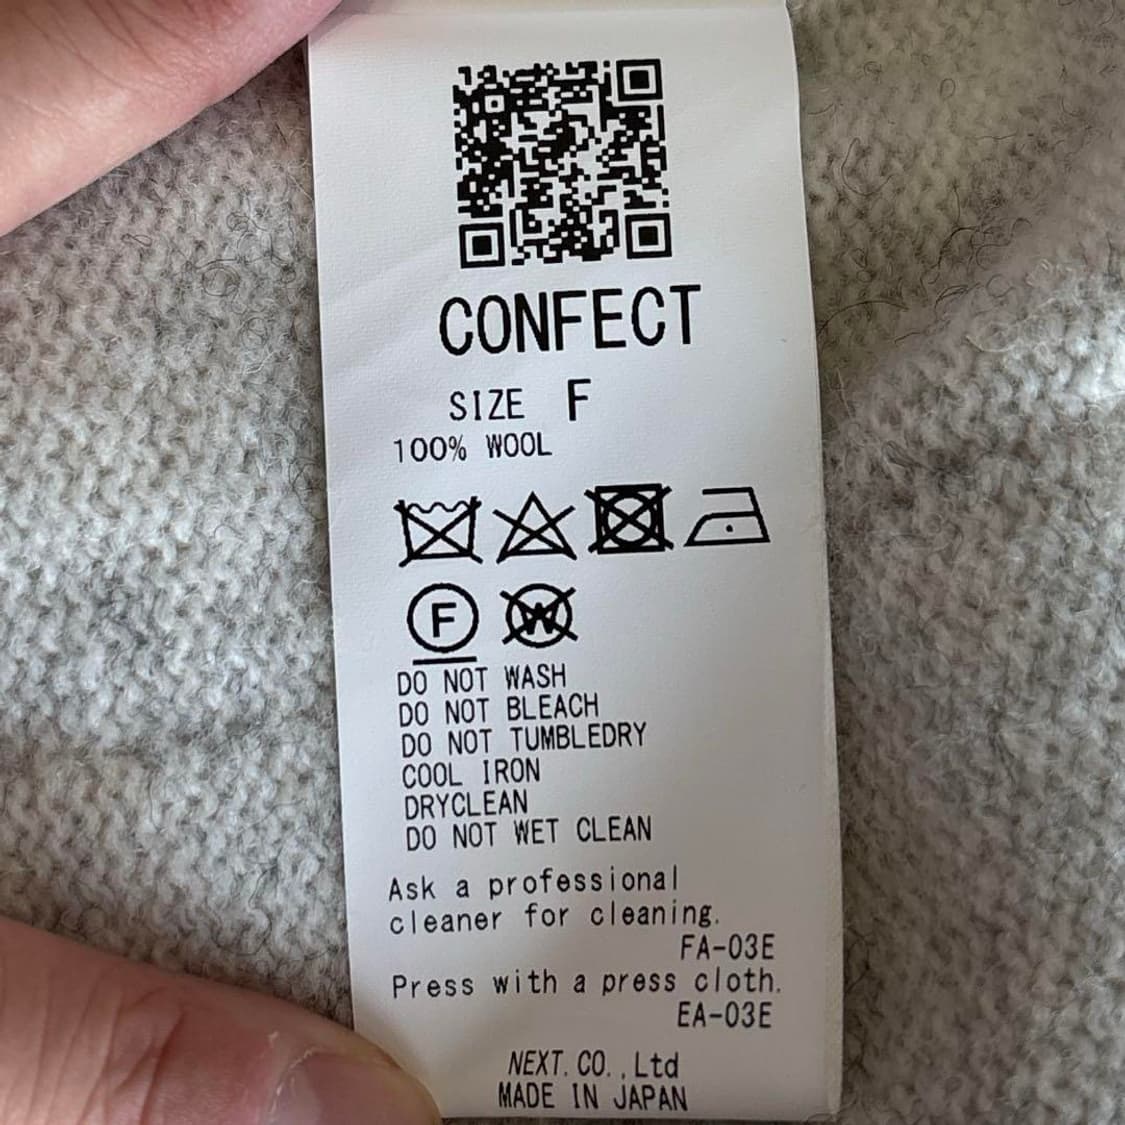 CONFECT
SIZE F
100% WOOL
F W
DO NOT WASH
DO NOT BLEACH
DO NOT TUMBLEDRY
COOL IRON
DRYCLEAN
DO NOT WET CLEAN
Ask a professional
cleaner for cleaning.
FA-03E
Press with a press cloth.
EA-03E
NEXT. CO., Ltd
MADE IN JAPAN